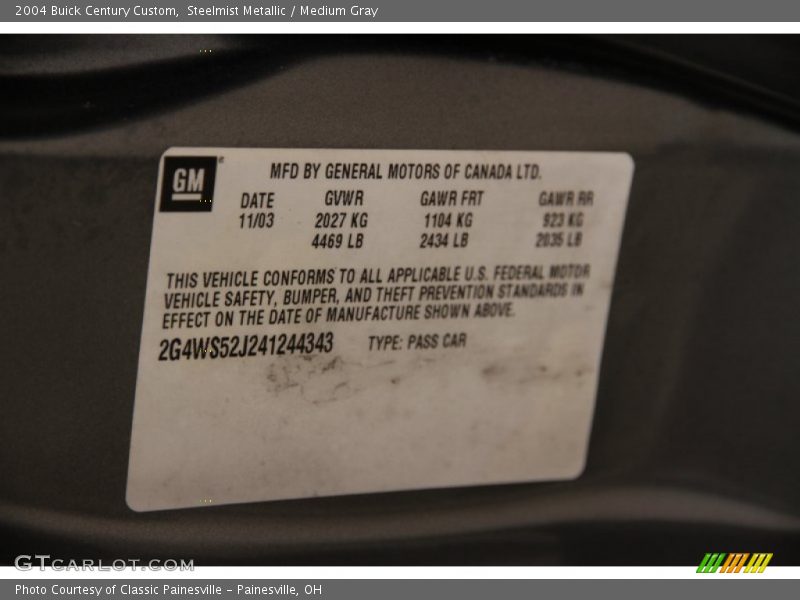 2004 Buick Century Custom, Steelmist Metallic / Medium Gray
GM
MFD BY GENERAL MOTORS OF CANADA LTD.
DATE GVWR GAWR FRT GAWR RR
11/03 2027 KG 1104 KG 923 KG
4469 LB 2434 LB 2035 LB
THIS VEHICLE CONFORMS TO ALL APPLICABLE U.S. FEDERAL MOTOR
VEHICLE SAFETY, BUMPER, AND THEFT PREVENTION STANDARDS IN
EFFECT ON THE DATE OF MANUFACTURE SHOWN ABOVE.
2G4WS52J241244343 TYPE: PASS CAR
GTCARLOT.COM
Photo Courtesy of Classic Painesville - Painesville, OH